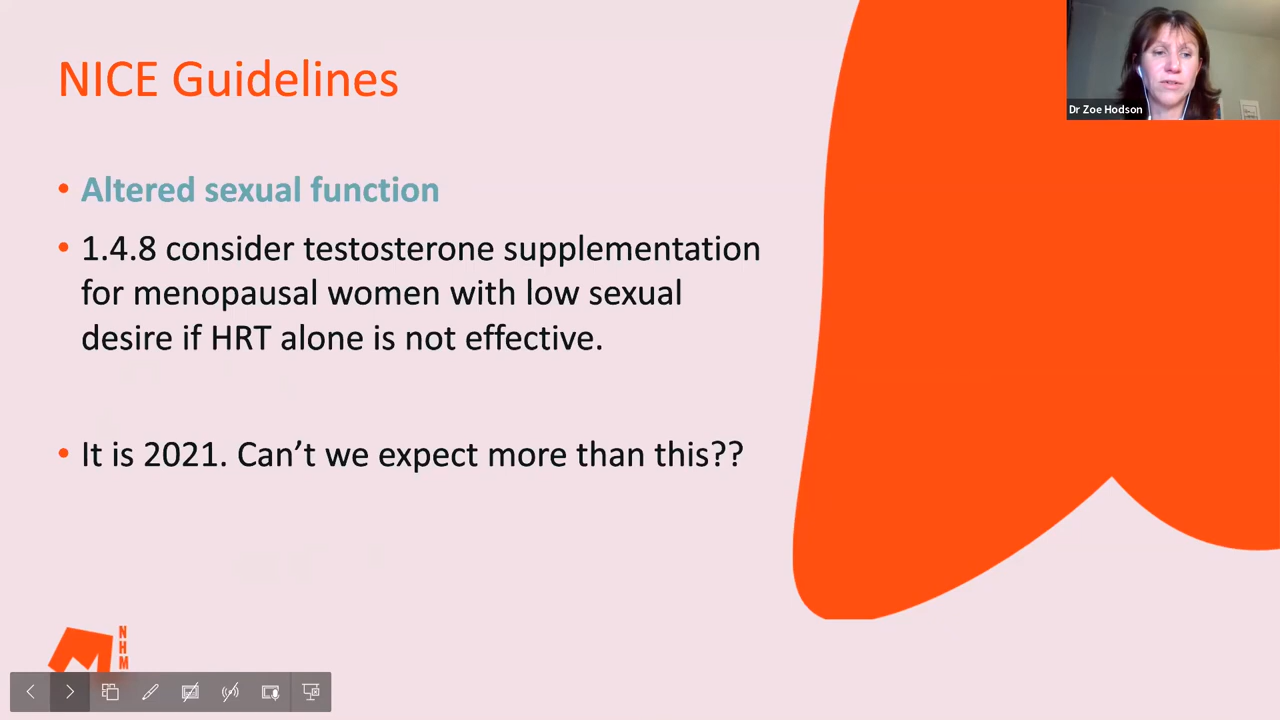 NICE Guidelines
Dr Zoe Hodson
• Altered sexual function
• 1.4.8 consider testosterone supplementation
for menopausal women with low sexual
desire if HRT alone is not effective.
• It is 2021. Can’t we expect more than this??
NHM